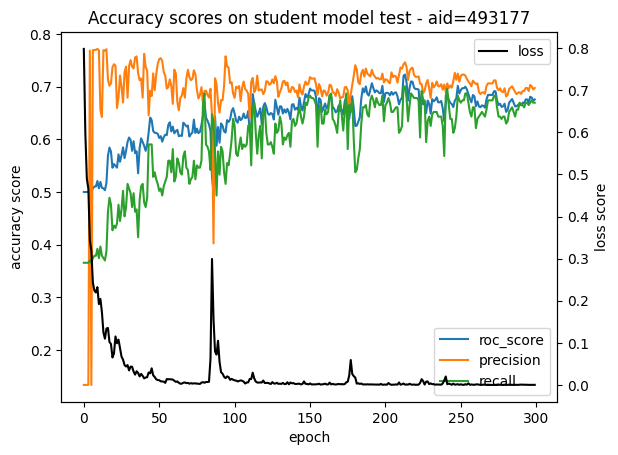 Accuracy scores on student model test - aid=493177
loss
accuracy score
0.8
0.7
0.6
0.5
0.4
0.3
0.2
0.8
0.7
0.6
0.5
0.4
0.3
0.2
0.1
0.0
loss score
roc_score
precision
recall
0 50 100 150 200 250 300
epoch